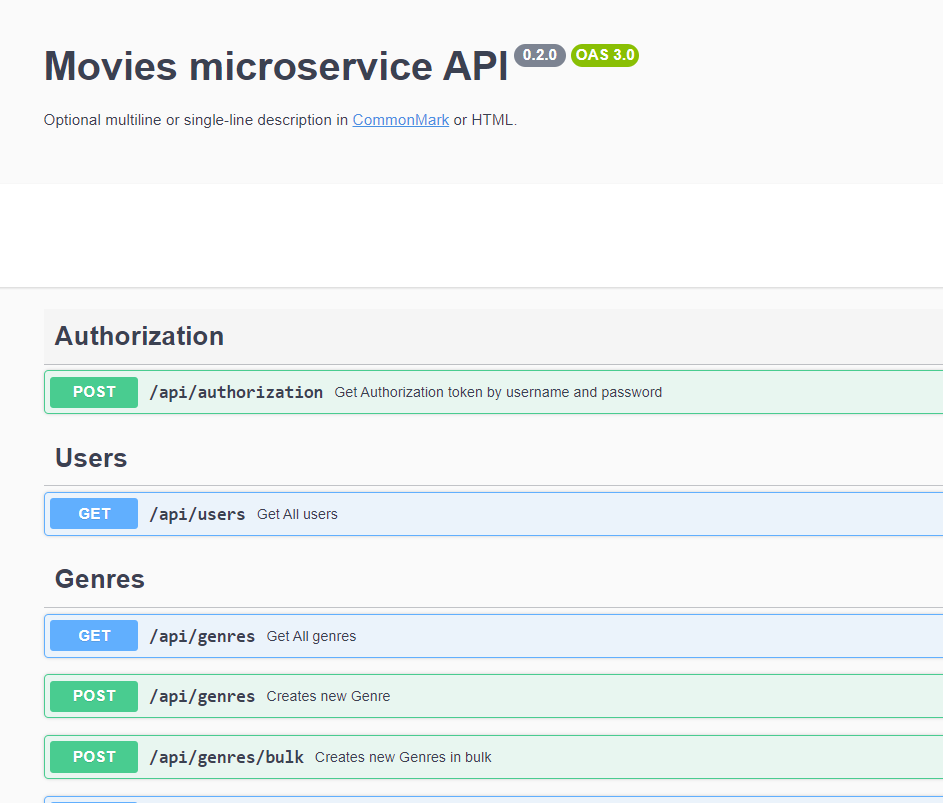 Movies microservice API 0.2.0 OAS 3.0
Optional multiline or single-line description in CommonMark or HTML.
Authorization
POST /api/authorization Get Authorization token by username and password
Users
GET /api/users Get All users
Genres
GET /api/genres Get All genres
POST /api/genres Creates new Genre
POST /api/genres/bulk Creates new Genres in bulk